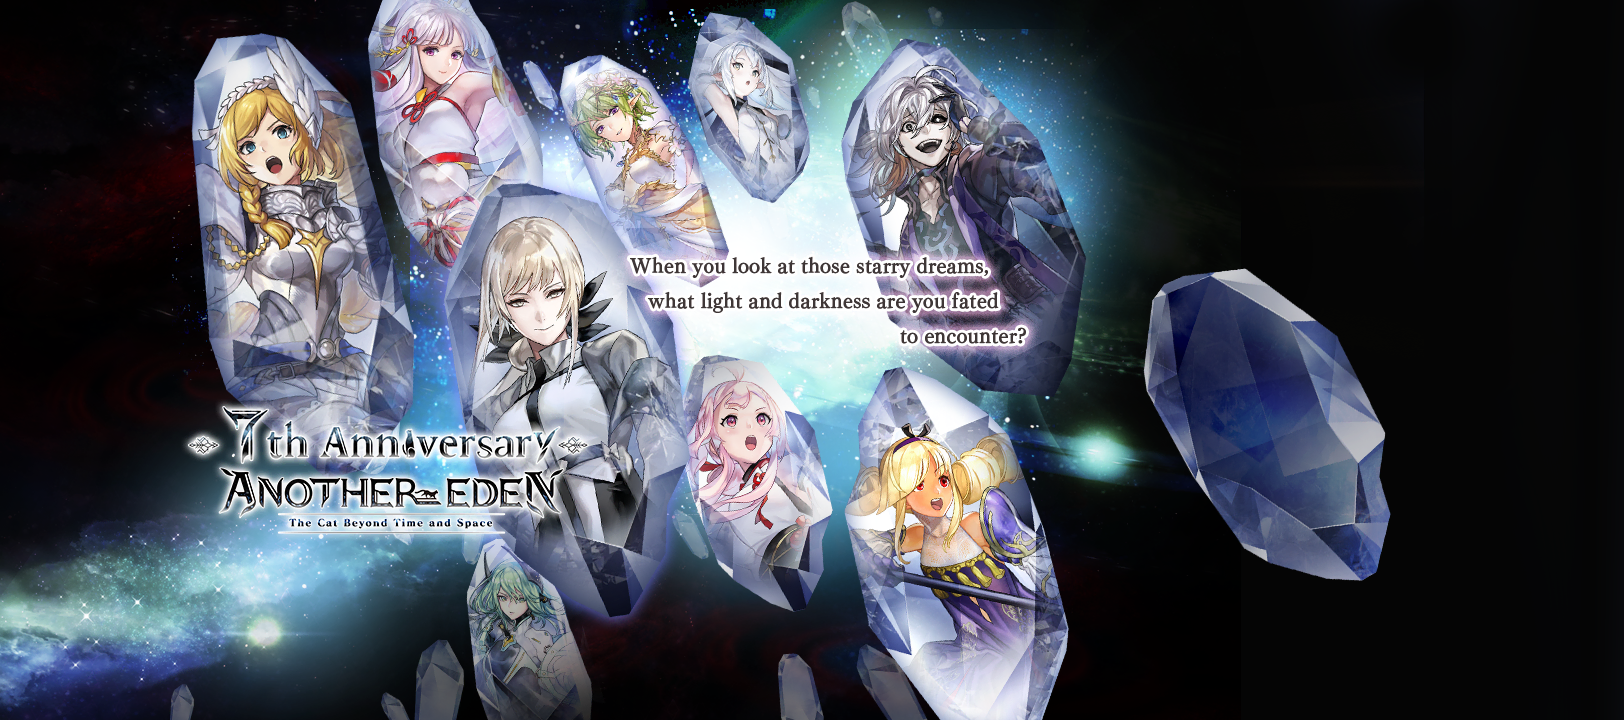 When you look at those starry dreams,
what light and darkness are you fated
to encounter?
7th Anniversary
ANOTHER EDEN
The Cat Beyond Time and Space